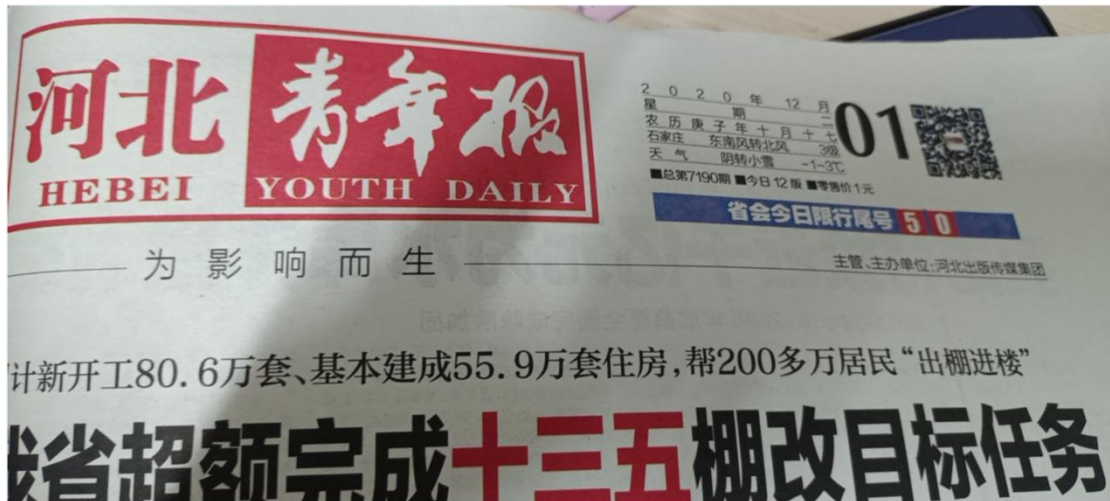 河北青年报
HEBEI YOUTH DAILY
2020年12月01
星期二
农历庚子年十月十七
石家庄 东南风转北风 3级
天气 阴转小雪 -1~3℃
■总第7190期 ■今日12版 ■零售价1元
省会今日限行尾号 5 0
为影响而生
主管、主办单位:河北出版传媒集团
计新开工80.6万套、基本建成55.9万套住房,帮200多万居民“出棚进楼”
我省超额完成十三五棚改目标任务